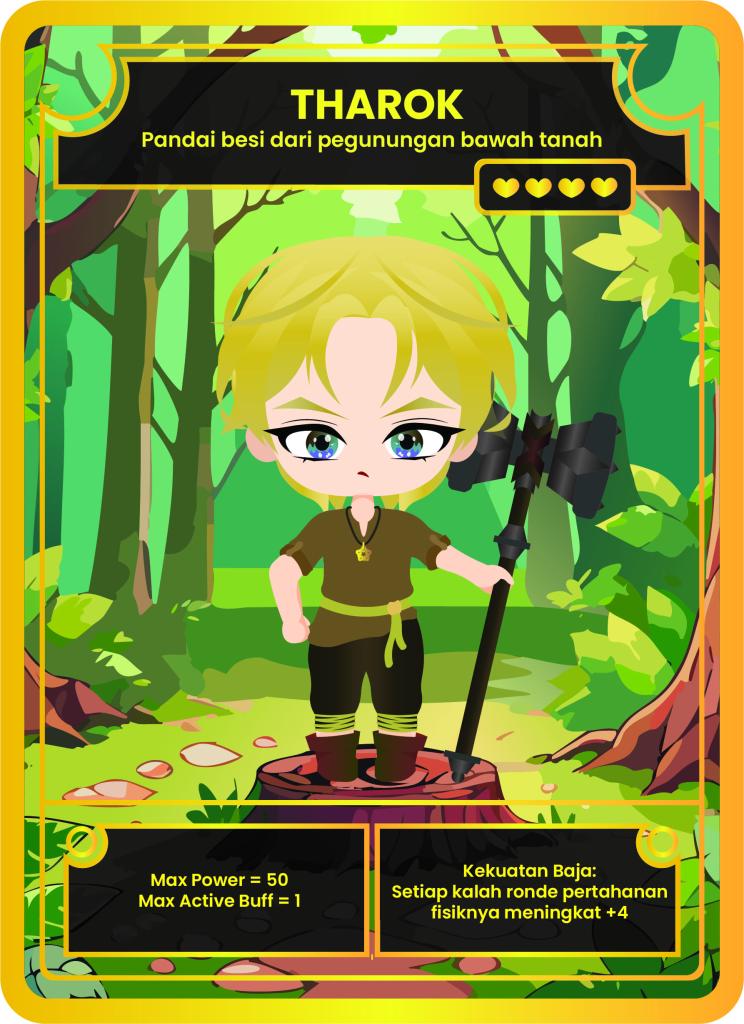 THAROK
Pandai besi dari pegunungan bawah tanah
Max Power = 50
Max Active Buff = 1
Kekuatan Baja:
Setiap kalah ronde pertahanan
fisiknya meningkat +4